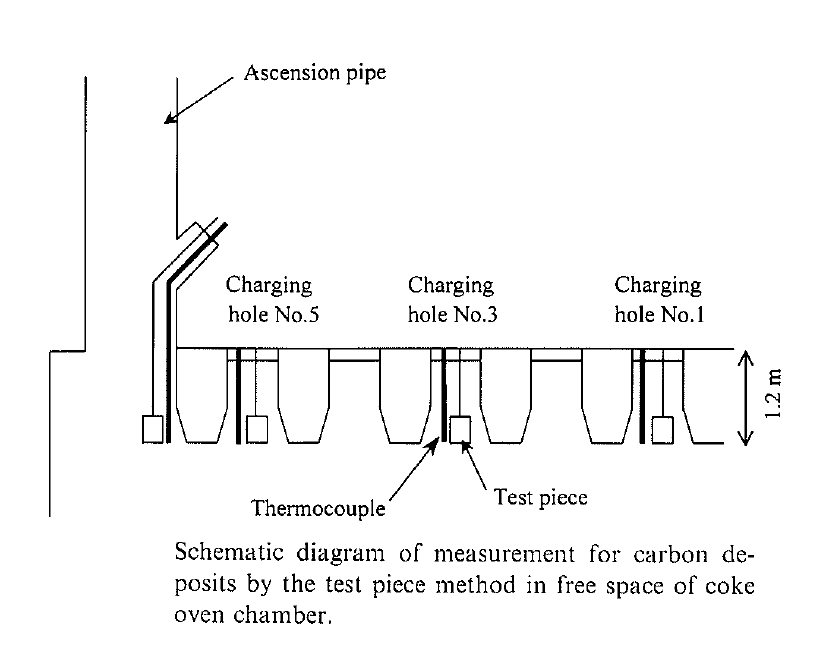 Ascension pipe
Charging
hole No.5
Charging
hole No.3
Charging
hole No.1
1.2 m
Thermocouple
Test piece
Schematic diagram of measurement for carbon de-
posits by the test piece method in free space of coke
oven chamber.